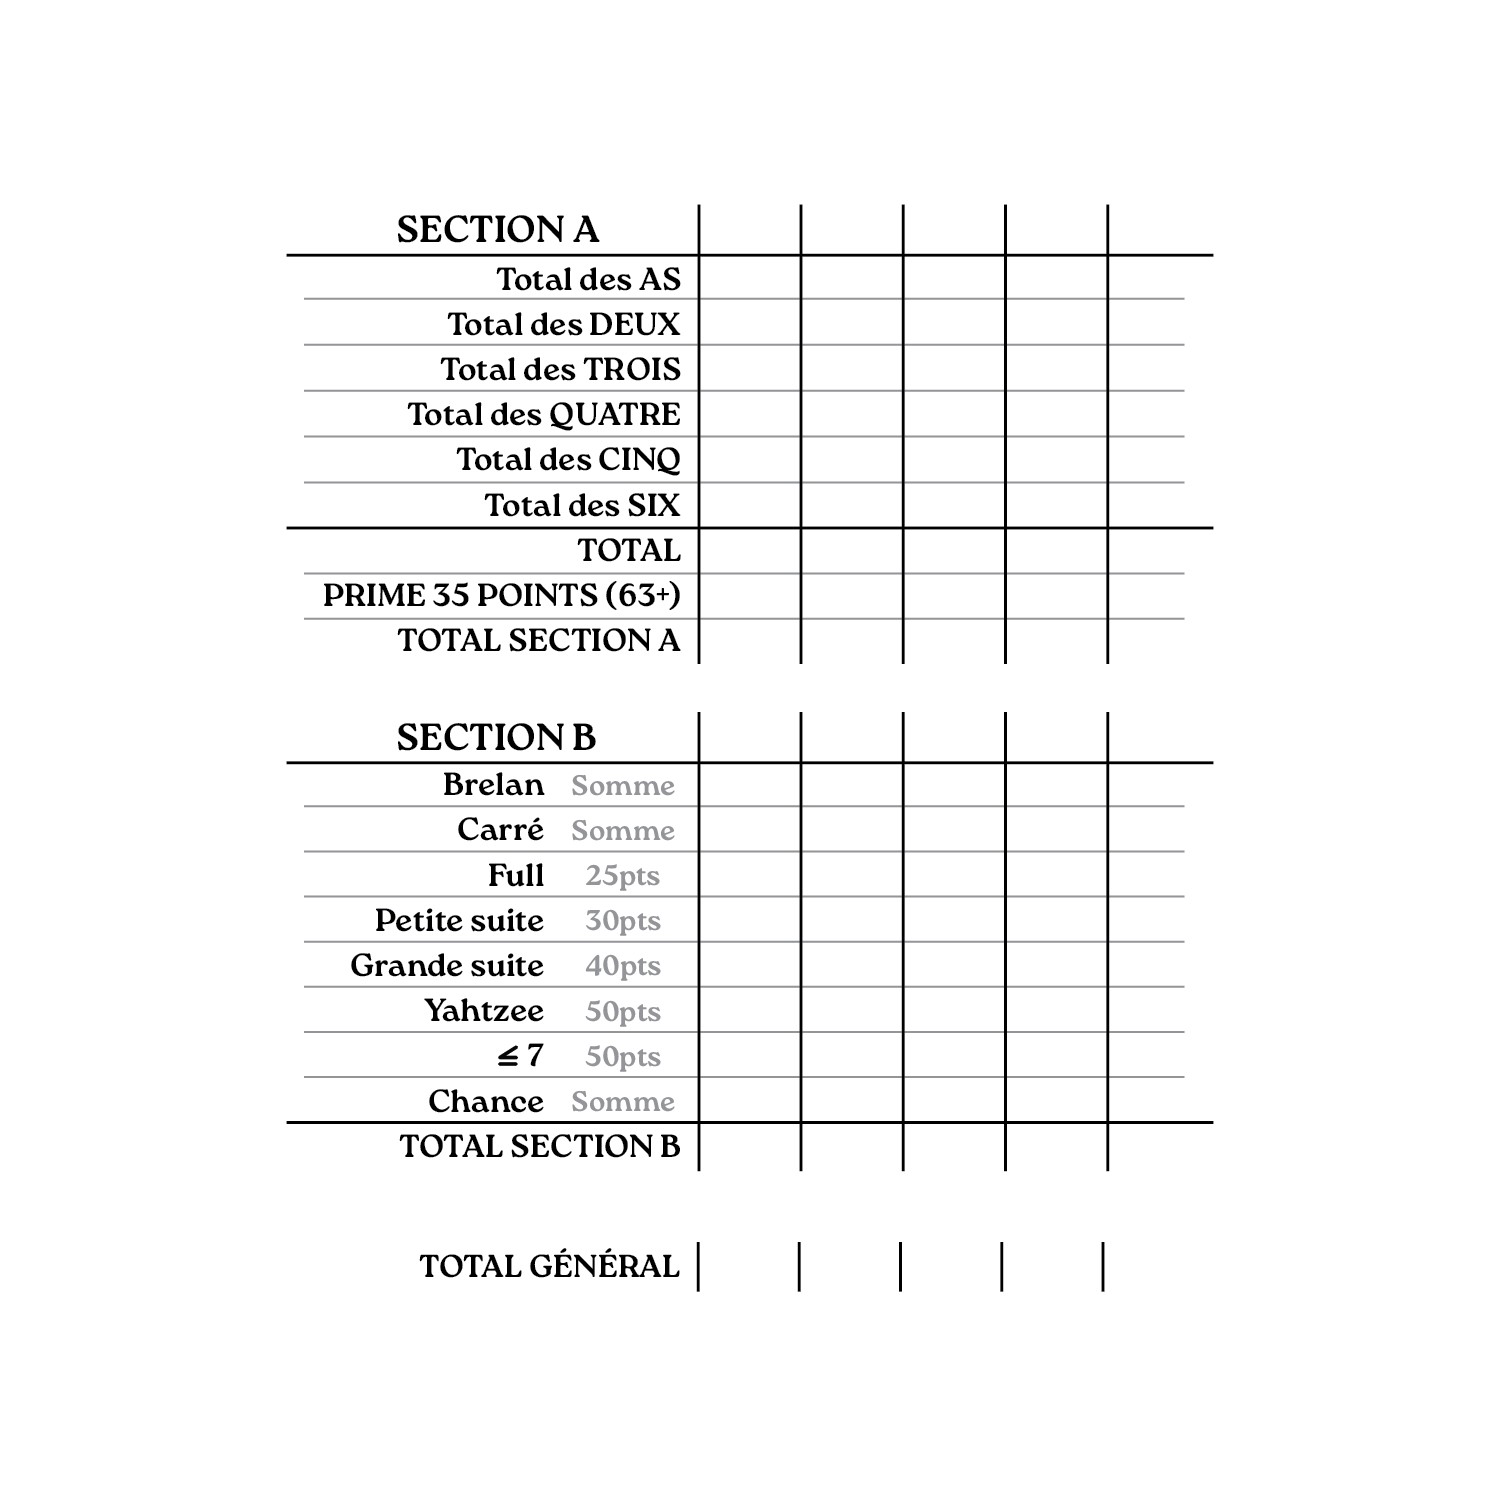 SECTION A
Total des AS
Total des DEUX
Total des TROIS
Total des QUATRE
Total des CINQ
Total des SIX
TOTAL
PRIME 35 POINTS (63+)
TOTAL SECTION A
SECTION B
Brelan Somme
Carré Somme
Full 25pts
Petite suite 30pts
Grande suite 40pts
Yahtzee 50pts
≤ 7 50pts
Chance Somme
TOTAL SECTION B
TOTAL GÉNÉRAL